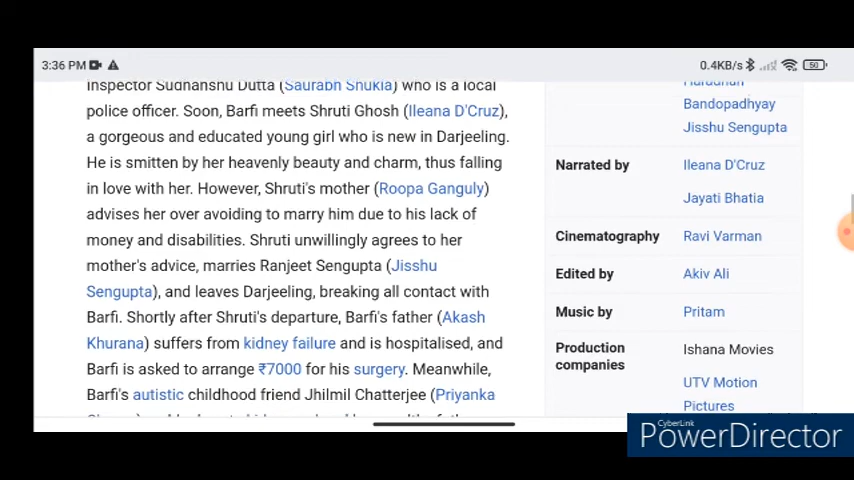 3:36 PM
0.4KB/s
50
Inspector Sudhanshu Dutta (Saurabh Shukla) who is a local
police officer. Soon, Barfi meets Shruti Ghosh (Ileana D'Cruz),
a gorgeous and educated young girl who is new in Darjeeling.
He is smitten by her heavenly beauty and charm, thus falling
in love with her. However, Shruti's mother (Roopa Ganguly)
advises her over avoiding to marry him due to his lack of
money and disabilities. Shruti unwillingly agrees to her
mother's advice, marries Ranjeet Sengupta (Jisshu
Sengupta), and leaves Darjeeling, breaking all contact with
Barfi. Shortly after Shruti's departure, Barfi's father (Akash
Khurana) suffers from kidney failure and is hospitalised, and
Barfi is asked to arrange ₹7000 for his surgery. Meanwhile,
Barfi's autistic childhood friend Jhilmil Chatterjee (Priyanka
Haradhan
Bandopadhyay
Jisshu Sengupta
Narrated by
Ileana D'Cruz
Jayati Bhatia
Cinematography
Ravi Varman
Edited by
Akiv Ali
Music by
Pritam
Production
companies
Ishana Movies
UTV Motion
Pictures
CyberLink
PowerDirector